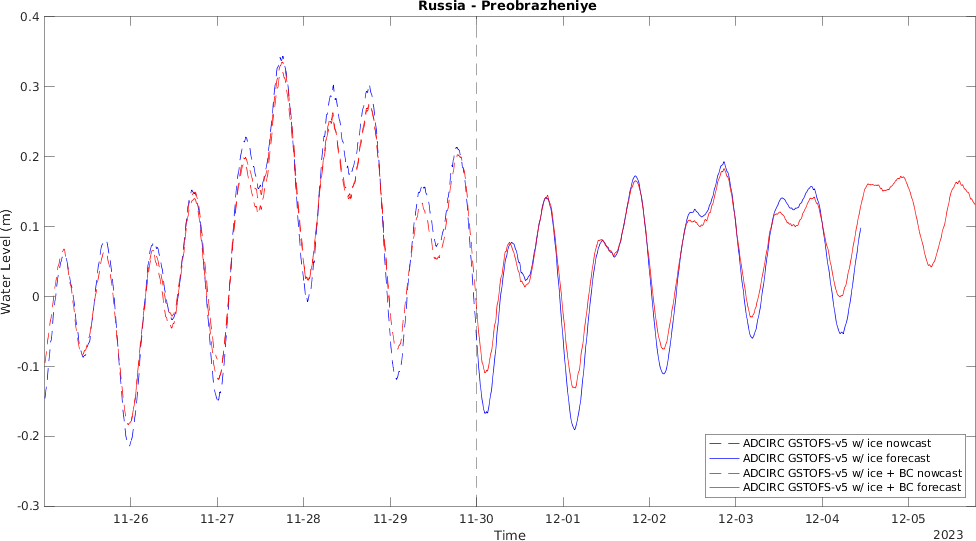 Russia - Preobrazheniye
0.4
0.3
0.2
0.1
0
-0.1
-0.2
-0.3
Water Level (m)
11-26 11-27 11-28 11-29 11-30 12-01 12-02 12-03 12-04 12-05
Time
2023
ADCIRC GSTOFS-v5 w/ ice nowcast
ADCIRC GSTOFS-v5 w/ ice forecast
ADCIRC GSTOFS-v5 w/ ice + BC nowcast
ADCIRC GSTOFS-v5 w/ ice + BC forecast